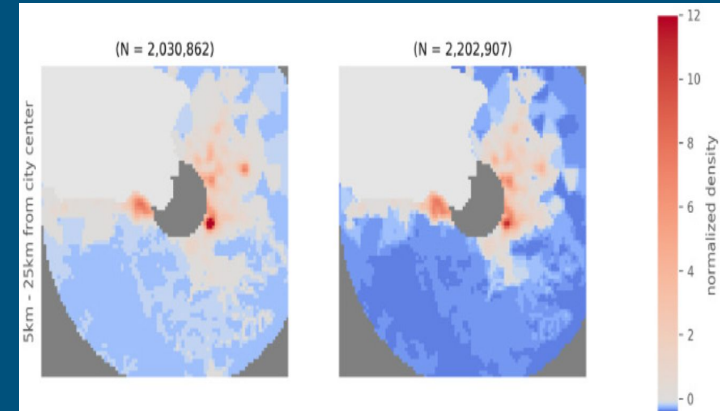 (N = 2,030,862)
(N = 2,202,907)
5km - 25km from city center
12
10
8
6
4
2
0
normalized density